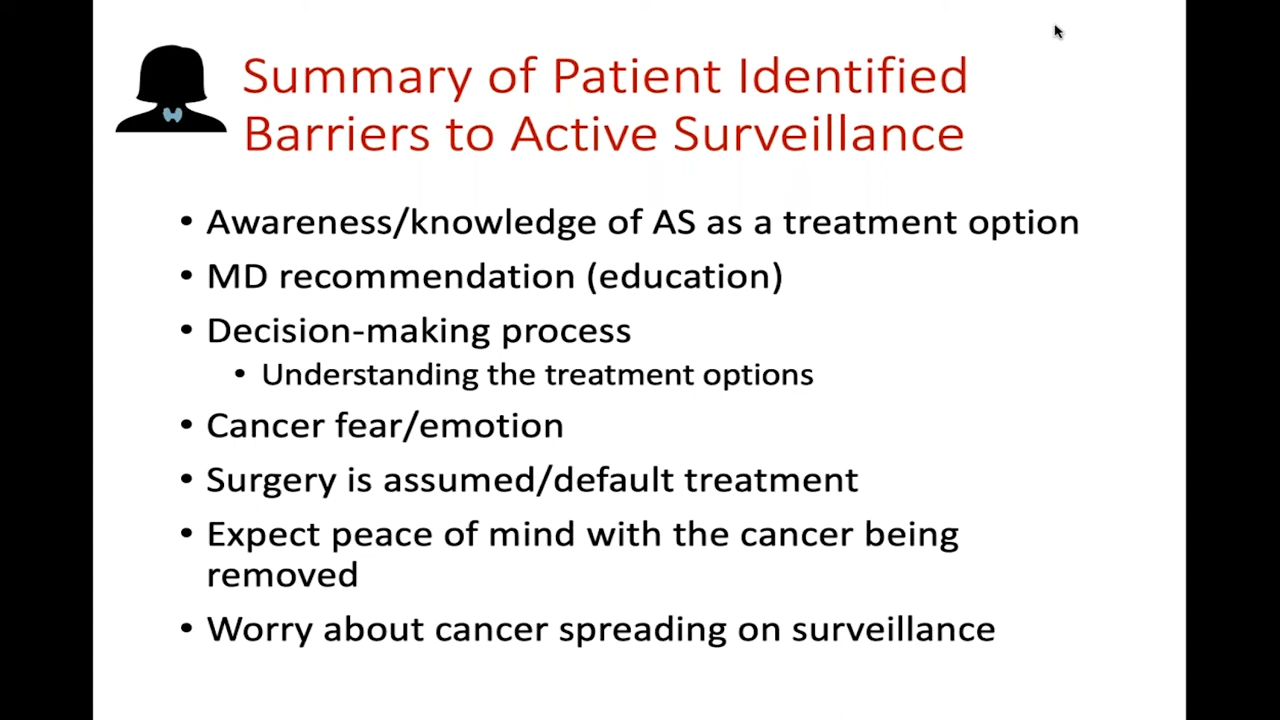 Summary of Patient Identified
Barriers to Active Surveillance
• Awareness/knowledge of AS as a treatment option
• MD recommendation (education)
• Decision-making process
• Understanding the treatment options
• Cancer fear/emotion
• Surgery is assumed/default treatment
• Expect peace of mind with the cancer being
removed
• Worry about cancer spreading on surveillance